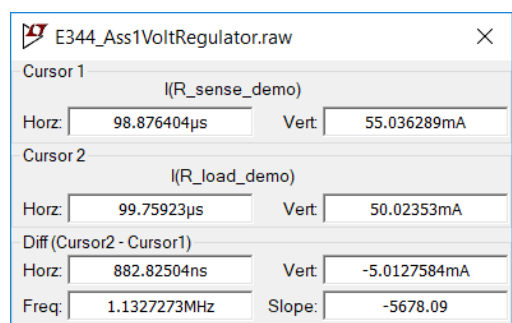 E344_Ass1VoltRegulator.raw
Cursor 1
I(R_sense_demo)
Horz: 98.876404µs Vert: 55.036289mA
Cursor 2
I(R_load_demo)
Horz: 99.75923µs Vert: 50.02353mA
Diff (Cursor2 - Cursor1)
Horz: 882.82504ns Vert: -5.0127584mA
Freq: 1.1327273MHz Slope: -5678.09